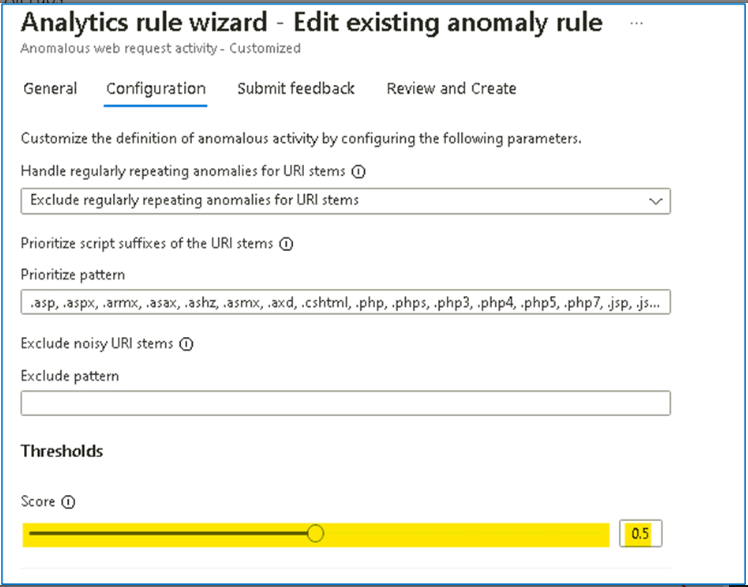 Analytics rule wizard - Edit existing anomaly rule ...
Anomalous web request activity - Customized
General Configuration Submit feedback Review and Create
Customize the definition of anomalous activity by configuring the following parameters.
Handle regularly repeating anomalies for URI stems
Exclude regularly repeating anomalies for URI stems
Prioritize script suffixes of the URI stems
Prioritize pattern
.asp, .aspx, .armx, .asax, .ashz, .asmx, .axd, .cshtml, .php, .phps, .php3, .php4, .php5, .php7, .jsp, .js...
Exclude noisy URI stems
Exclude pattern
Thresholds
Score
0.5